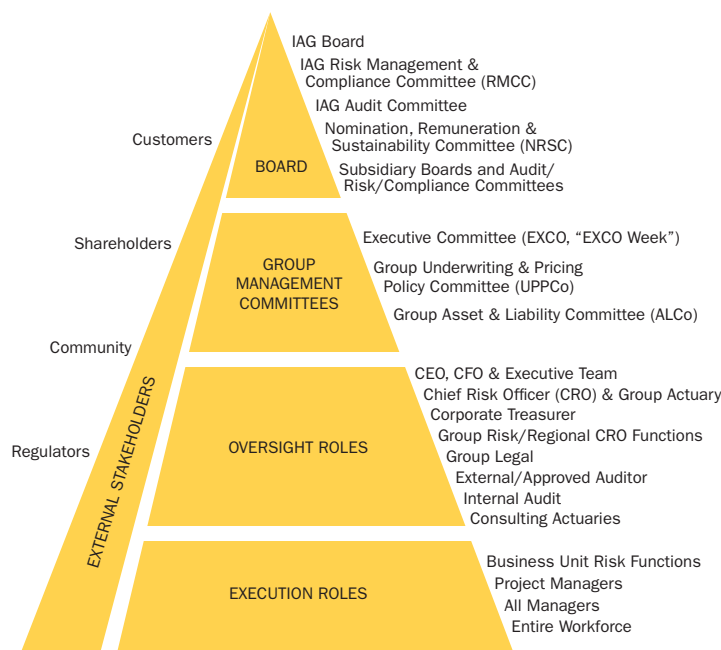 IAG Board
IAG Risk Management &
Compliance Committee (RMCC)
IAG Audit Committee
Nomination, Remuneration &
Sustainability Committee (NRSC)
Subsidiary Boards and Audit/
Risk/Compliance Committees
BOARD
Customers
Shareholders
Community
Regulators
EXTERNAL STAKEHOLDERS
GROUP
MANAGEMENT
COMMITTEES
Executive Committee (EXCO, “EXCO Week”)
Group Underwriting & Pricing
Policy Committee (UPPCo)
Group Asset & Liability Committee (ALCo)
OVERSIGHT ROLES
CEO, CFO & Executive Team
Chief Risk Officer (CRO) & Group Actuary
Corporate Treasurer
Group Risk/Regional CRO Functions
Group Legal
External/Approved Auditor
Internal Audit
Consulting Actuaries
EXECUTION ROLES
Business Unit Risk Functions
Project Managers
All Managers
Entire Workforce